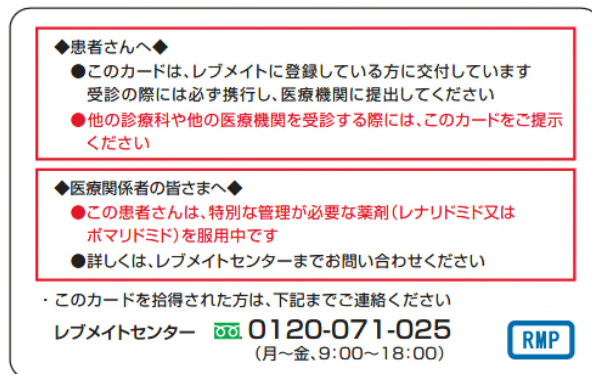 ◆患者さんへ◆
●このカードは、レブメイトに登録している方に交付しています
受診の際には必ず携行し、医療機関に提出してください
●他の診療科や他の医療機関を受診する際には、このカードをご提示
ください
◆医療関係者の皆さまへ◆
●この患者さんは、特別な管理が必要な薬剤（レナリドミド又は
ポマリドミド）を服用中です
●詳しくは、レブメイトセンターまでお問い合わせください
・このカードを拾得された方は、下記までご連絡ください
レブメイトセンター 0120-071-025
（月～金、9:00～18:00）
RMP